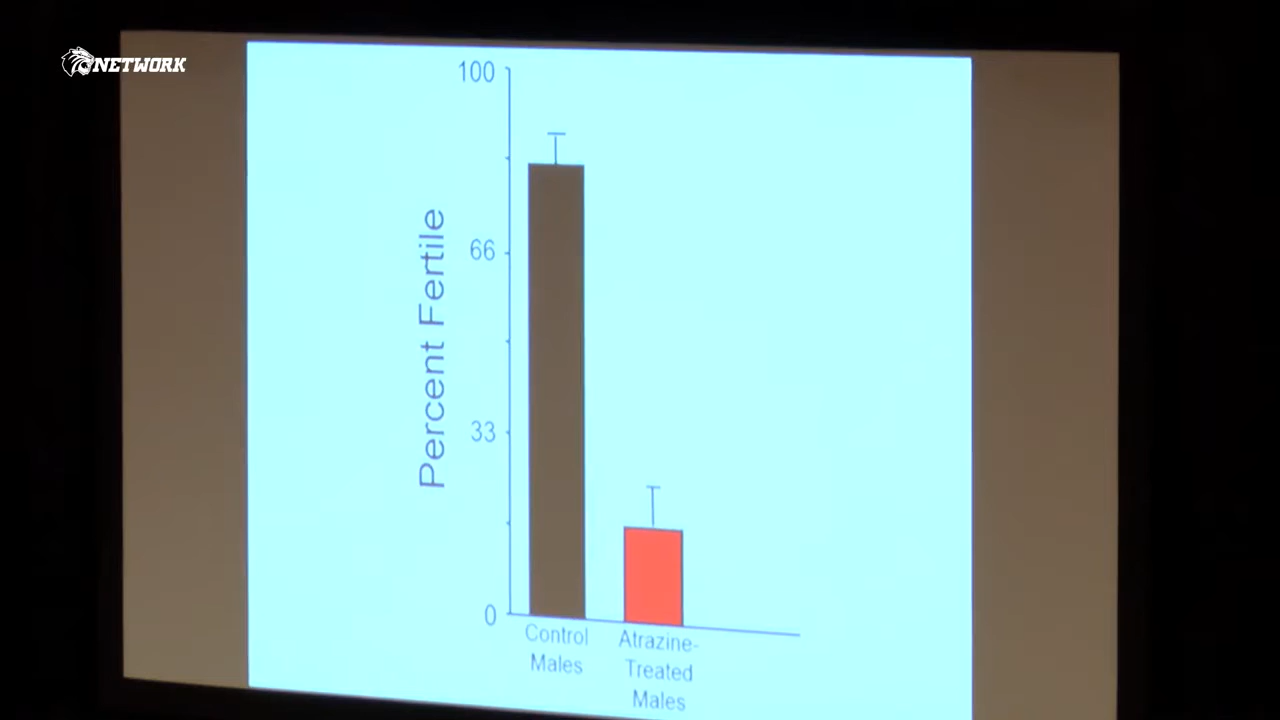 NETWORK
100
66
33
0
Percent Fertile
Control
Males
Atrazine-
Treated
Males